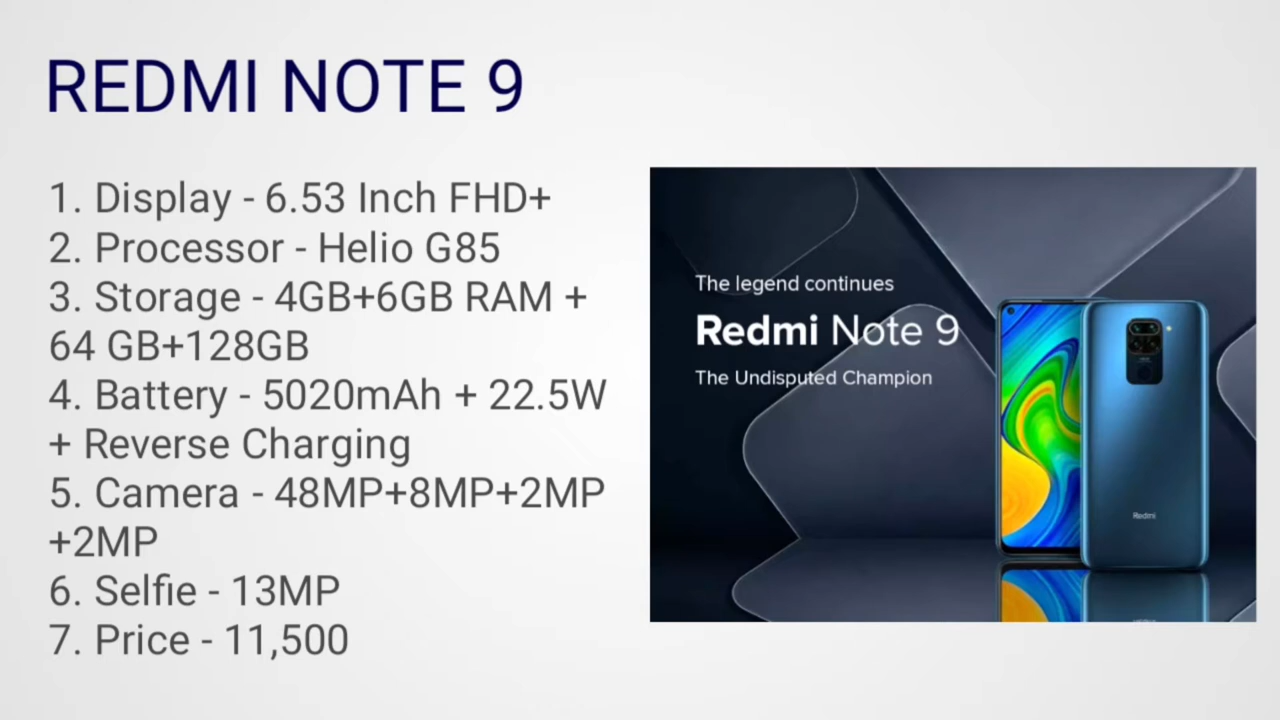 REDMI NOTE 9
1. Display - 6.53 Inch FHD+
2. Processor - Helio G85
3. Storage - 4GB+6GB RAM +
64 GB+128GB
4. Battery - 5020mAh + 22.5W
+ Reverse Charging
5. Camera - 48MP+8MP+2MP
+2MP
6. Selfie - 13MP
7. Price - 11,500
The legend continues
Redmi Note 9
The Undisputed Champion
Redmi